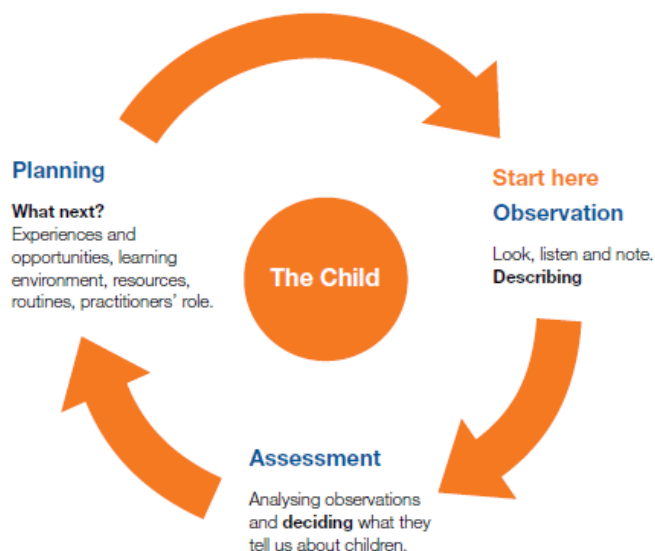 Planning
What next?
Experiences and
opportunities, learning
environment, resources,
routines, practitioners’ role.
The Child
Start here
Observation
Look, listen and note.
Describing
Assessment
Analysing observations
and deciding what they
tell us about children.